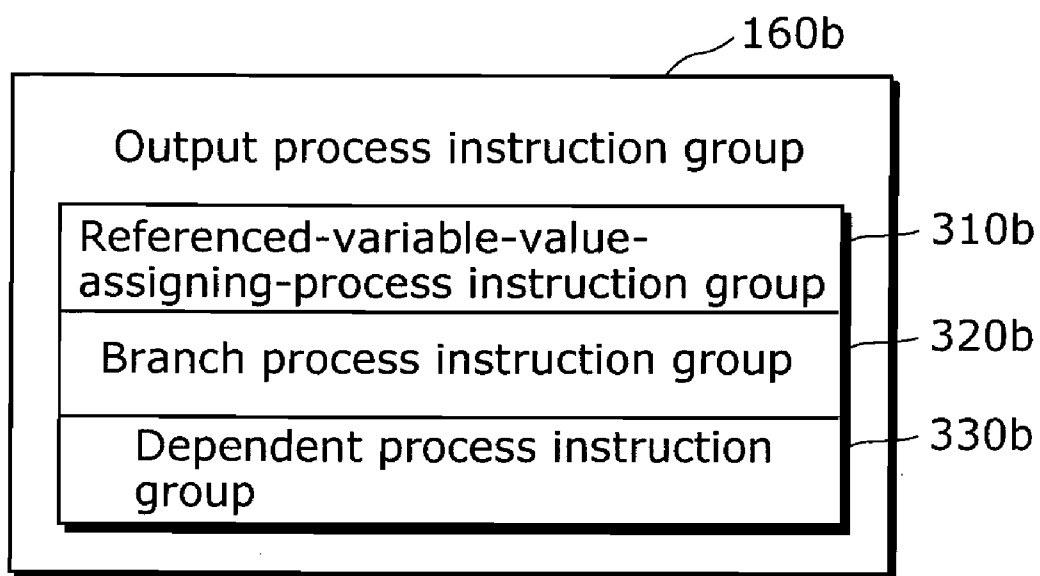 160b
Output process instruction group
Referenced-variable-value-
assigning-process instruction group
310b
Branch process instruction group
320b
Dependent process instruction
group
330b